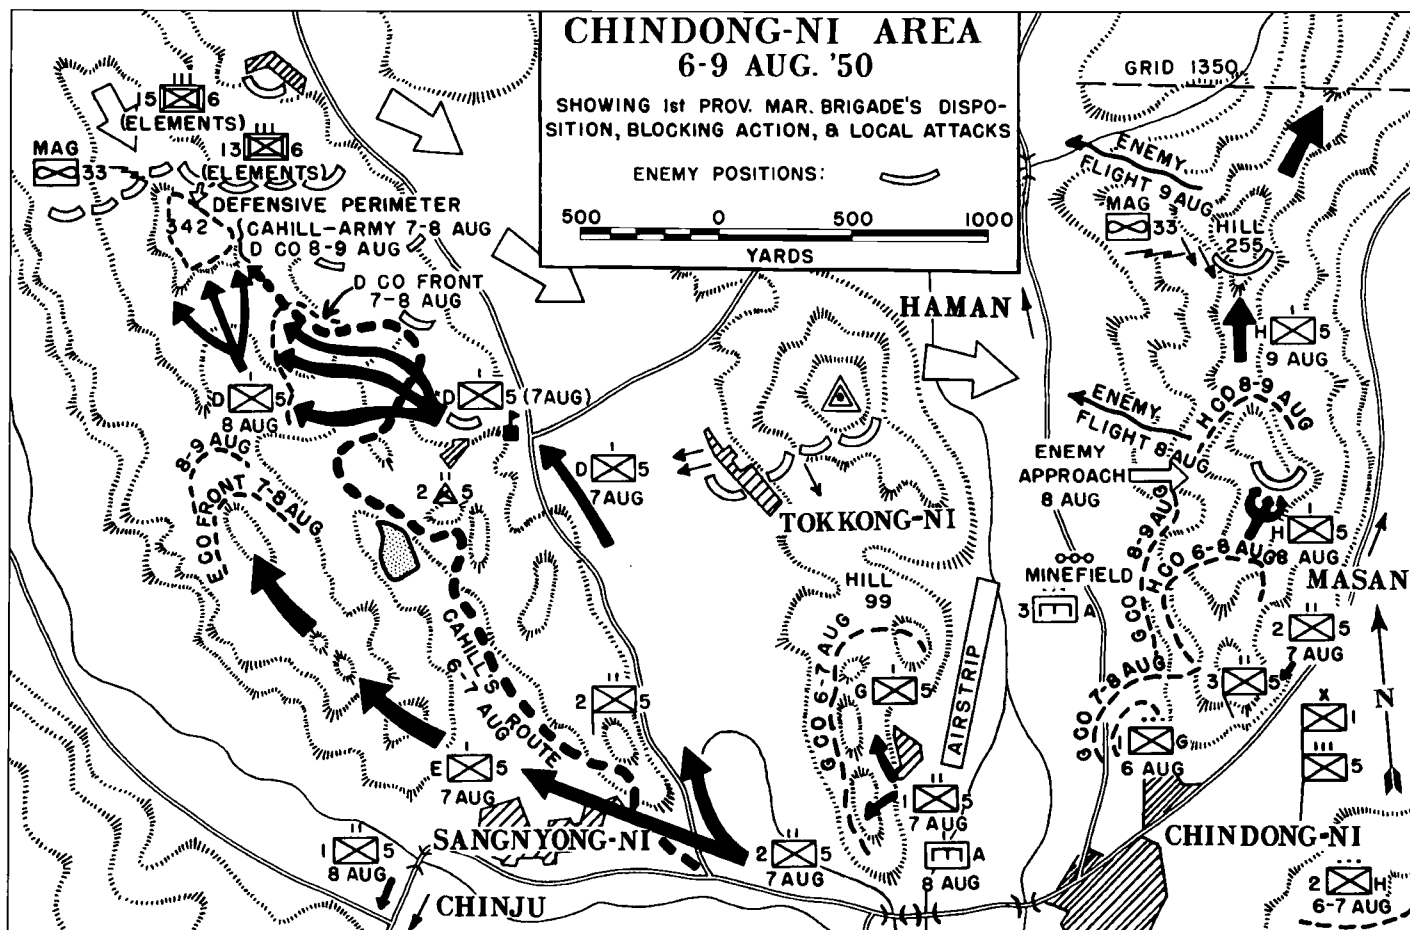 CHINDONG-NI AREA
6-9 AUG. '50
SHOWING 1st PROV. MAR. BRIGADE'S DISPO-
SITION, BLOCKING ACTION, & LOCAL ATTACKS
ENEMY POSITIONS:
500 0 500 1000
YARDS
15 6
(ELEMENTS)
13 6
(ELEMENTS)
MAG
33
342
DEFENSIVE PERIMETER
CAHILL-ARMY 7-8 AUG
D CO 8-9 AUG
D CO FRONT
7-8 AUG
D 5 (7AUG)
D 5
8 AUG
8-9 AUG
E CO FRONT 7-8 AUG
2 5
D 5
7AUG
CAHILL'S ROUTE
6-7 AUG
2 5
E 5
7AUG
SANGNYONG-NI
1 5
8 AUG
CHINJU
2 5
7AUG
TOKKONG-NI
HILL
99
G CO 6-7 AUG
G 5
AIRSTRIP
1 5
7 AUG
A
8 AUG
HAMAN
GRID 1350
ENEMY
FLIGHT 9 AUG
MAG
33
HILL
255
H 5
9 AUG
H CO 8-9 AUG
ENEMY
FLIGHT 8 AUG
ENEMY
APPROACH
8 AUG
G CO 8-9 AUG
H CO 6-8 AUG
H 5
8 AUG
MASAN
MINEFIELD
3 A
2 5
7 AUG
G CO 7-8 AUG
3 5
G
6 AUG
X
1
5
N
CHINDONG-NI
2 H
6-7 AUG